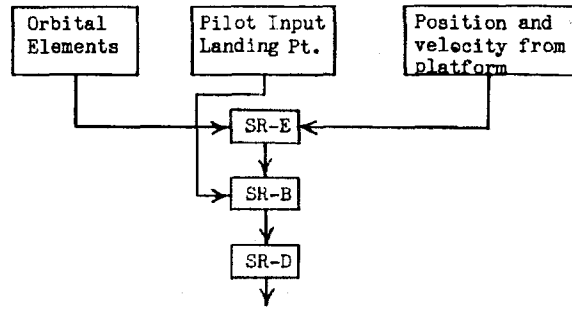 Orbital
Elements
Pilot Input
Landing Pt.
Position and
velocity from
platform
SR-E
SR-B
SR-D